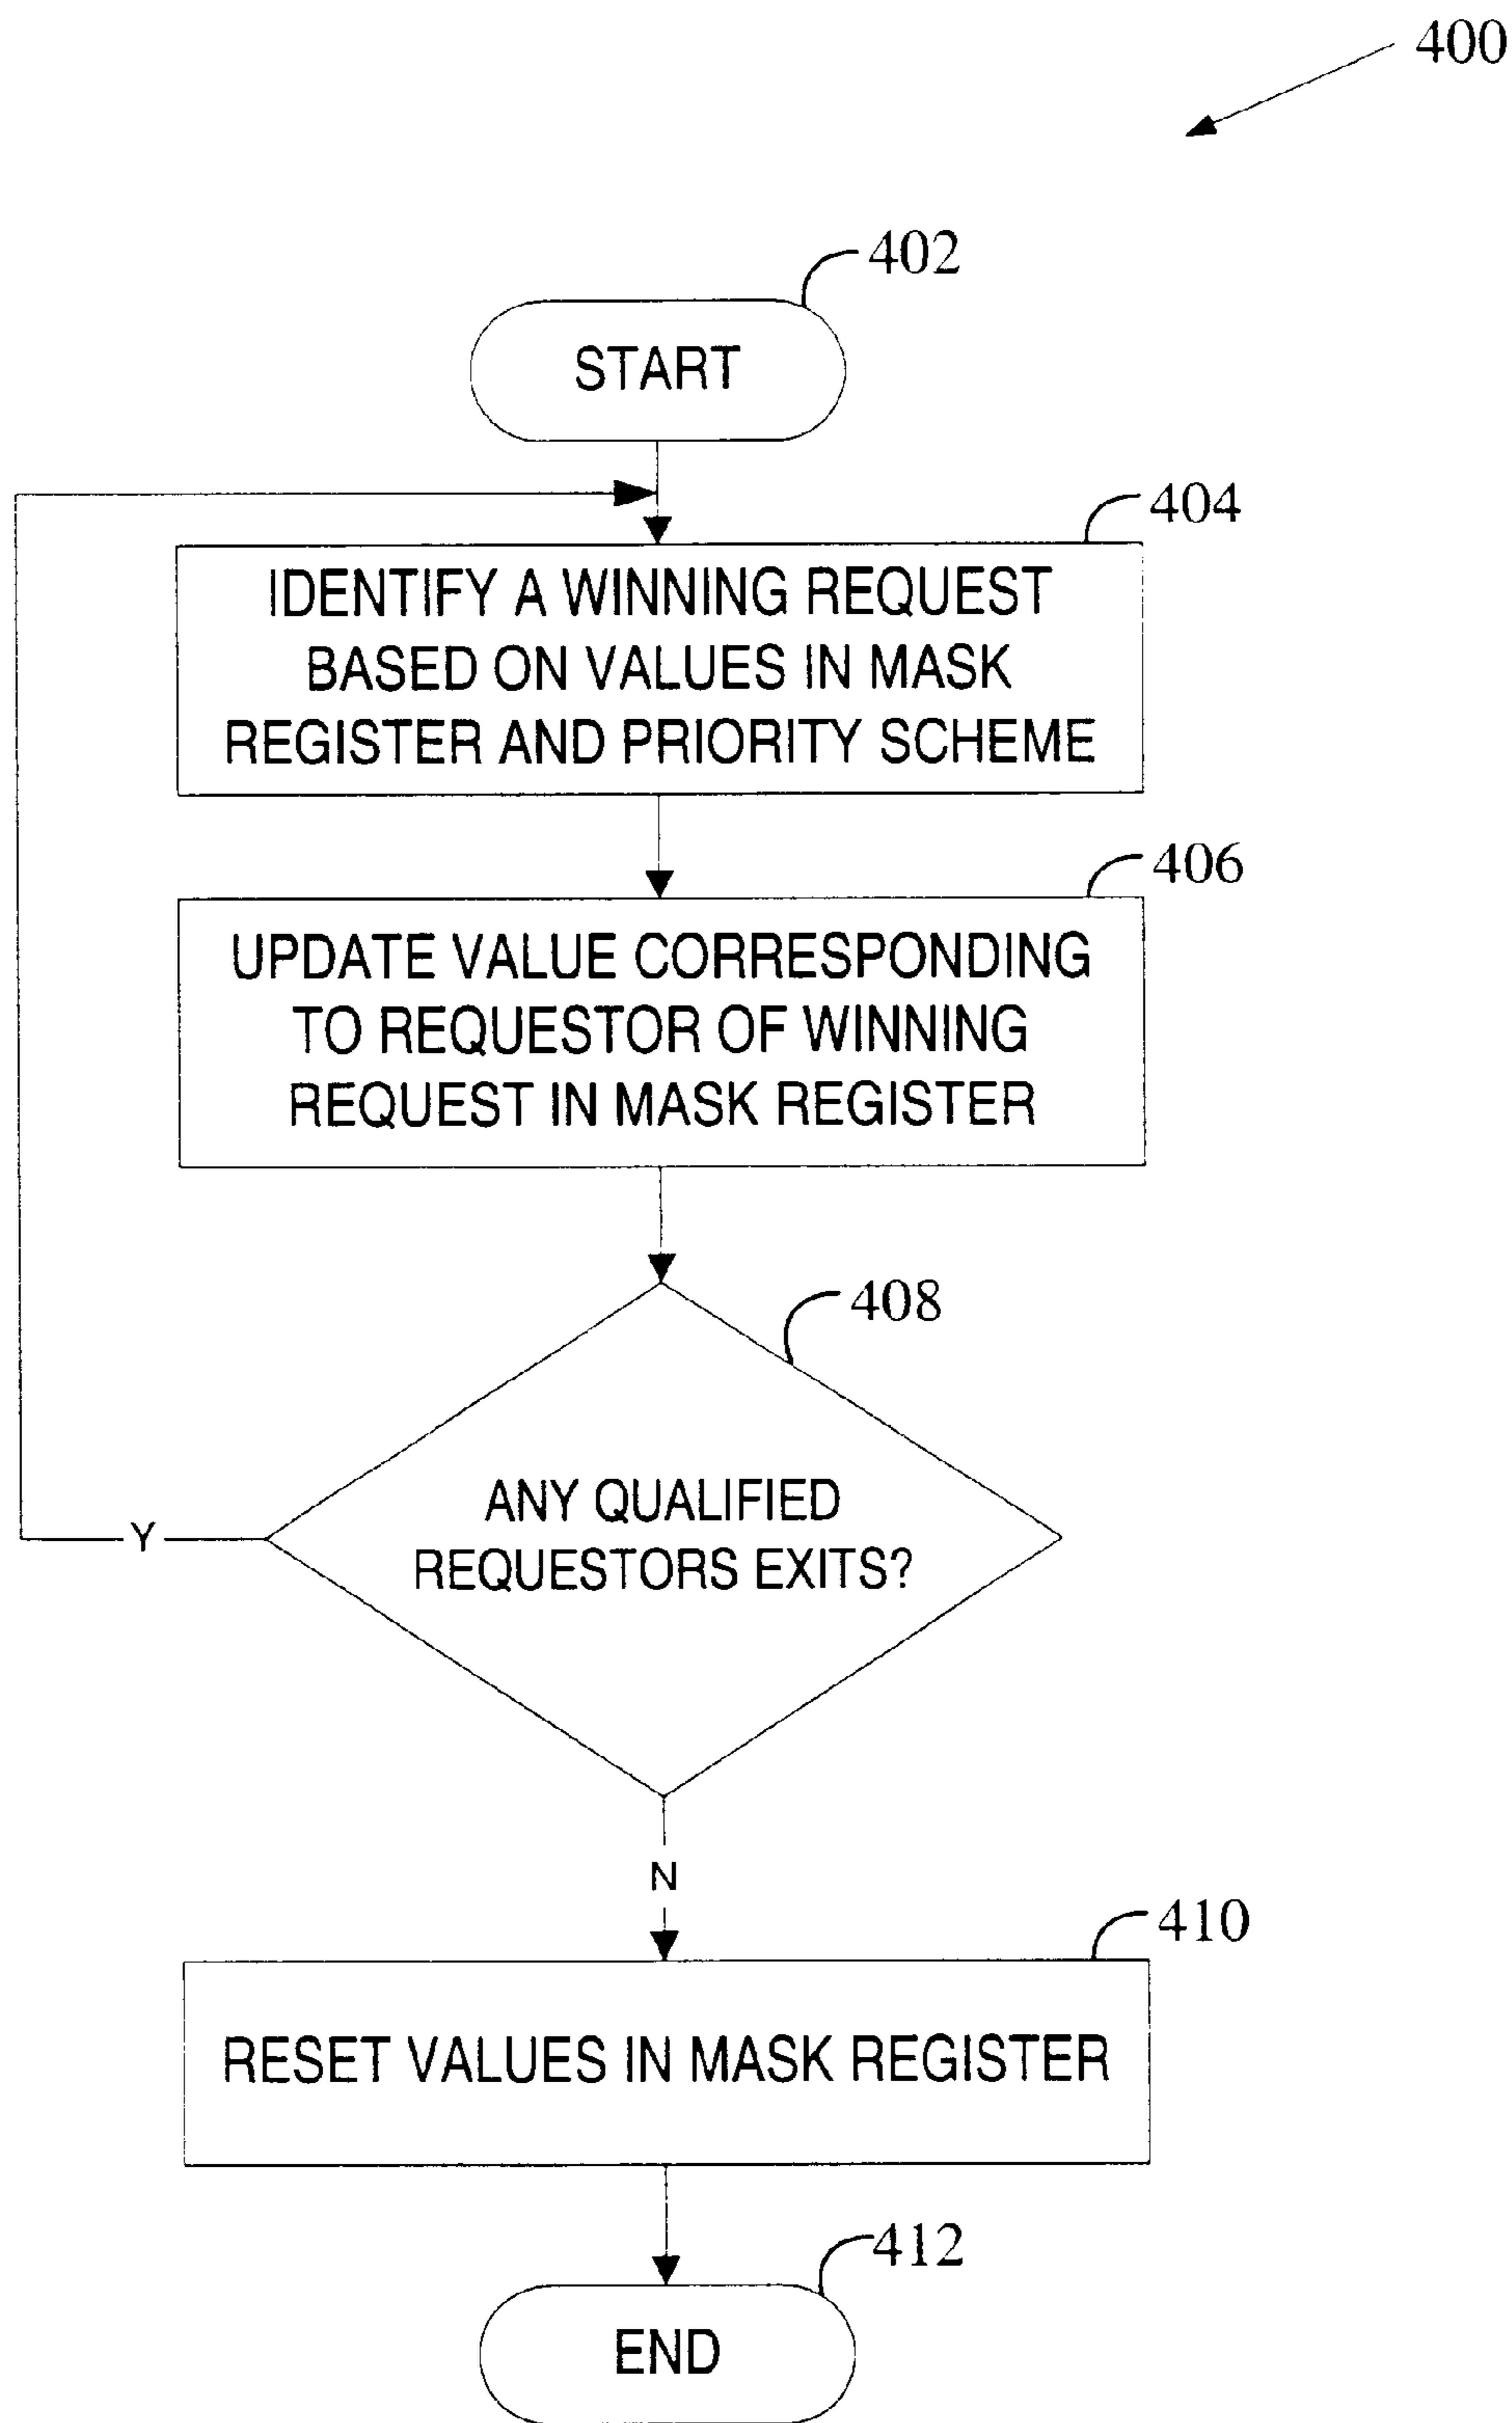 400
402
START
404
IDENTIFY A WINNING REQUEST
BASED ON VALUES IN MASK
REGISTER AND PRIORITY SCHEME
406
UPDATE VALUE CORRESPONDING
TO REQUESTOR OF WINNING
REQUEST IN MASK REGISTER
408
ANY QUALIFIED
REQUESTORS EXITS?
Y
N
410
RESET VALUES IN MASK REGISTER
412
END